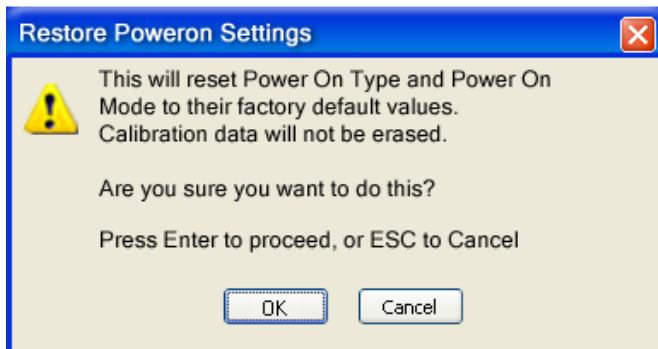 Restore Poweron Settings
This will reset Power On Type and Power On
Mode to their factory default values.
Calibration data will not be erased.
Are you sure you want to do this?
Press Enter to proceed, or ESC to Cancel
OK Cancel